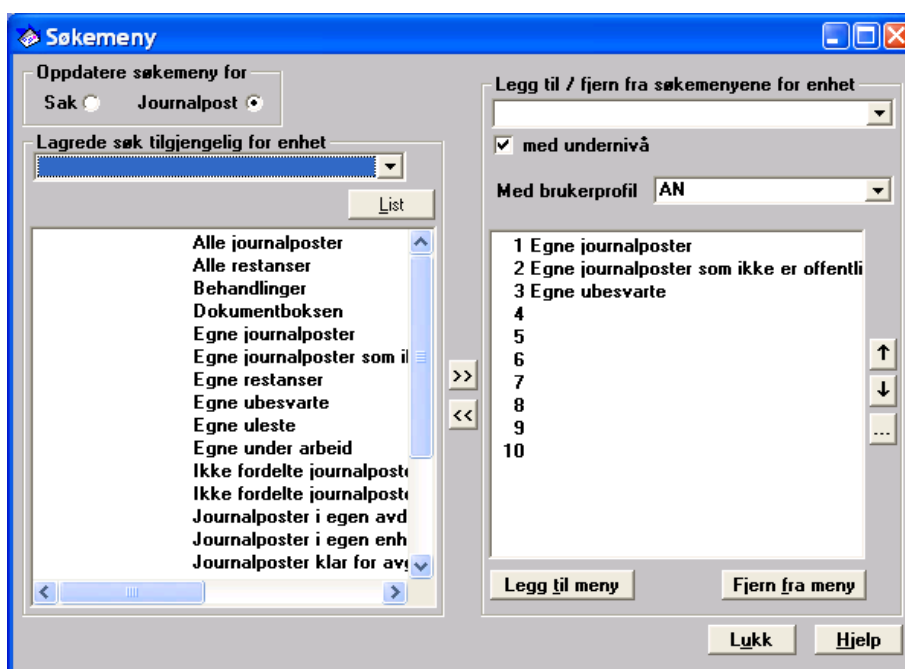 Søkemeny
Oppdatere søkemeny for
Sak Journalpost
Lagrede søk tilgjengelig for enhet
List
Alle journalposter
Alle restanser
Behandlinger
Dokumentboksen
Egne journalposter
Egne journalposter som i
Egne restanser
Egne ubesvarte
Egne uleste
Egne under arbeid
Ikke fordelte journalposte
Ikke fordelte journalposte
Journalposter i egen avd
Journalposter i egen enh
Journalposter klar for avg
>>
<<
Legg til / fjern fra søkemenyene for enhet
med undernivå
Med brukerprofil AN
1 Egne journalposter
2 Egne journalposter som ikke er offentli
3 Egne ubesvarte
4
5
6
7
8
9
10
...
Legg til meny Fjern fra meny
Lukk Hjelp